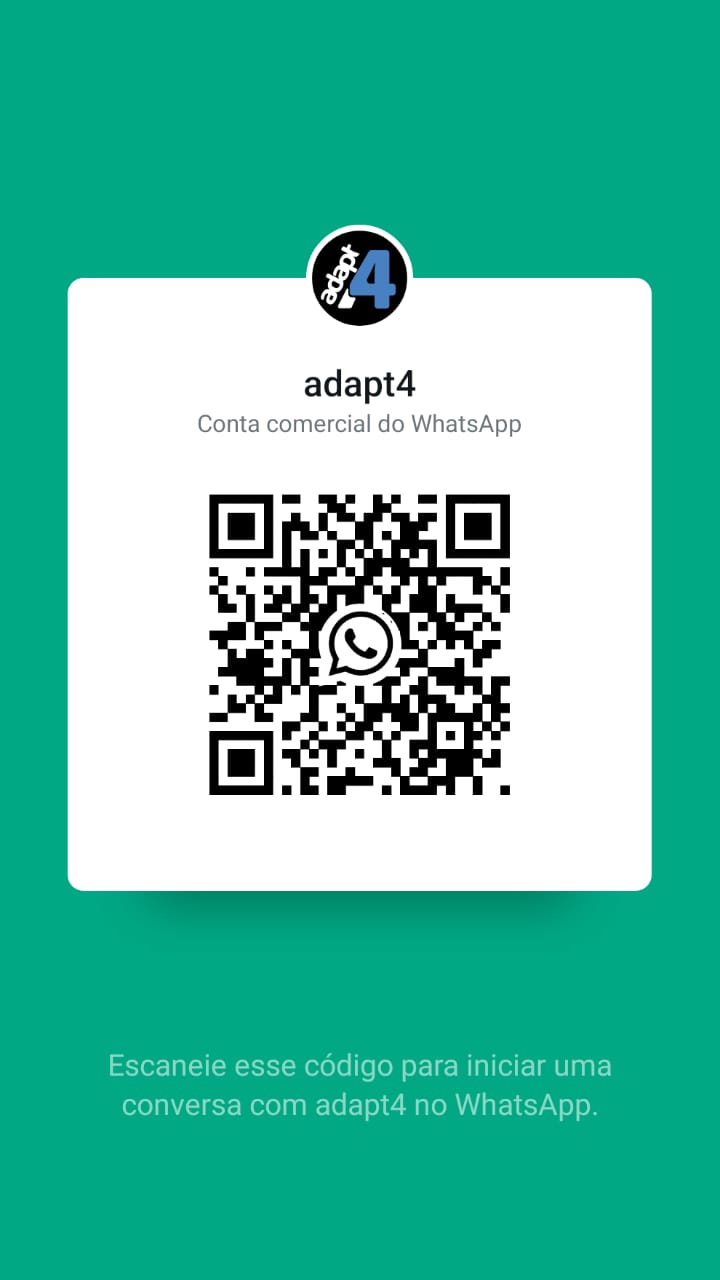 adapt4
adapt4
Conta comercial do WhatsApp
Escaneie esse código para iniciar uma
conversa com adapt4 no WhatsApp.